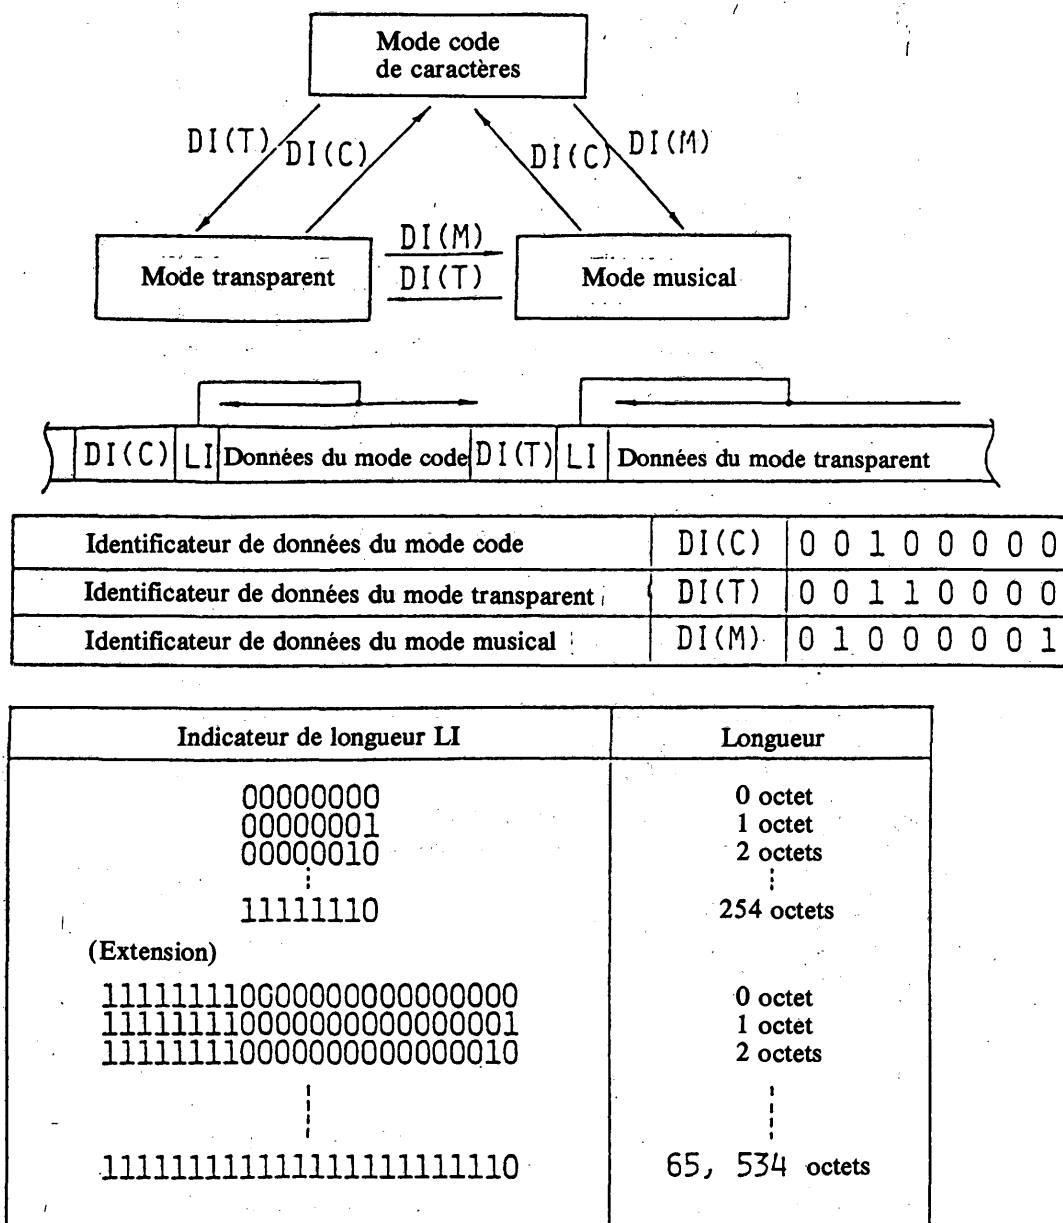 Mode code
de caractères
DI(T) DI(C) DI(C) DI(M)
DI(M)
Mode transparent Mode musical
DI(T)
DI(C) LI Données du mode code DI(T) LI Données du mode transparent
Identificateur de données du mode code DI(C) 0 0 1 0 0 0 0 0
Identificateur de données du mode transparent DI(T) 0 0 1 1 0 0 0 0
Identificateur de données du mode musical DI(M) 0 1 0 0 0 0 0 1
Indicateur de longueur LI Longueur
00000000 0 octet
00000001 1 octet
00000010 2 octets
11111110 254 octets
(Extension)
111111110000000000000000 0 octet
111111110000000000000001 1 octet
111111110000000000000010 2 octets
111111111111111111111110 65, 534 octets